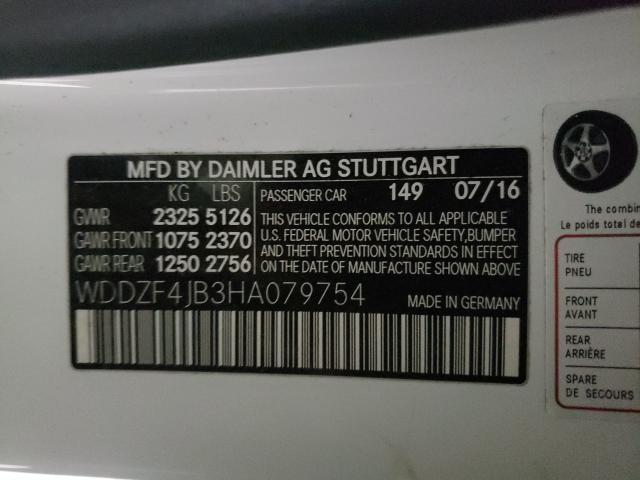 MFD BY DAIMLER AG STUTTGART
KG LBS
GVWR 2325 5126
GAWR FRONT 1075 2370
GAWR REAR 1250 2756
PASSENGER CAR 149 07/16
THIS VEHICLE CONFORMS TO ALL APPLICABLE
U.S. FEDERAL MOTOR VEHICLE SAFETY,BUMPER
AND THEFT PREVENTION STANDARDS IN EFFECT
ON THE DATE OF MANUFACTURE SHOWN ABOVE
WDDZF4JB3HA079754 MADE IN GERMANY
The combin
Le poids total de
TIRE
PNEU
FRONT
AVANT
REAR
ARRIÈRE
SPARE
DE SECOURS